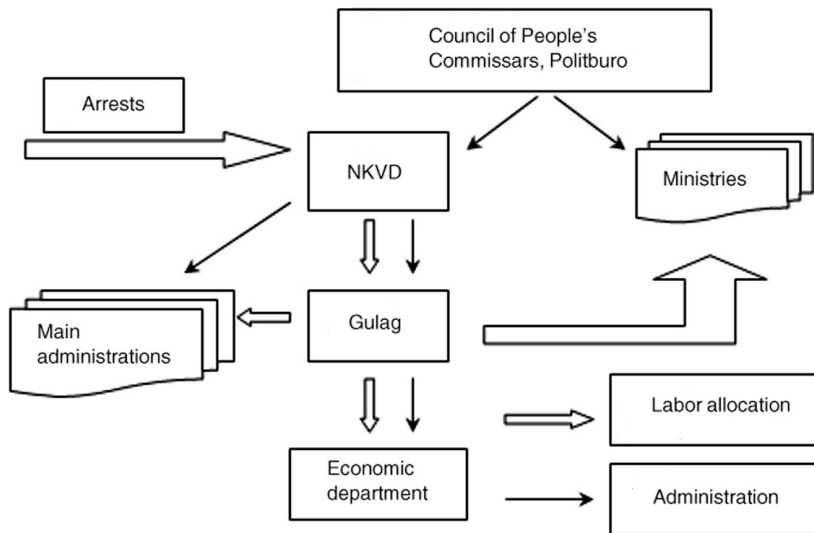 Council of People's
Commissars, Politburo
Arrests
NKVD
Ministries
Main
administrations
Gulag
Labor allocation
Economic
department
Administration